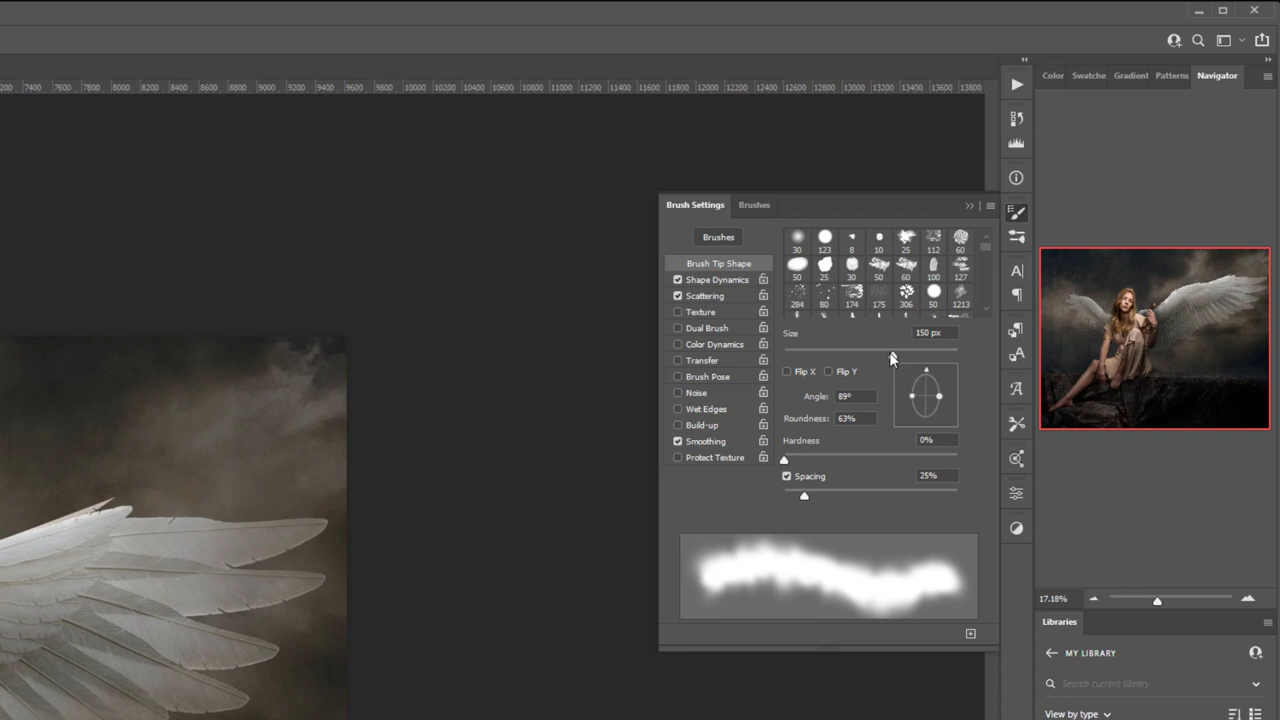 200 7400 7600 7800 8000 8200 8400 8600 8800 9000 9200 9400 9600 9800 10000 10200 10400 10600 10800 11000 11200 11400 11600 11800 12000 12200 12400 12600 12800 13000 13200 13400 13600 13800
Color Swatche Gradient Patterns Navigator
Brush Settings Brushes
Brushes
30 123 8 10 25 112 60
50 25 30 50 60 100 127
284 80 174 175 306 50 1213
Brush Tip Shape
Shape Dynamics
Scattering
Texture
Dual Brush
Color Dynamics
Transfer
Brush Pose
Noise
Wet Edges
Build-up
Smoothing
Protect Texture
Size 150 px
Flip X Flip Y
Angle: 89°
Roundness: 63%
Hardness 0%
Spacing 25%
17.18%
Libraries
MY LIBRARY
Search current library
View by type